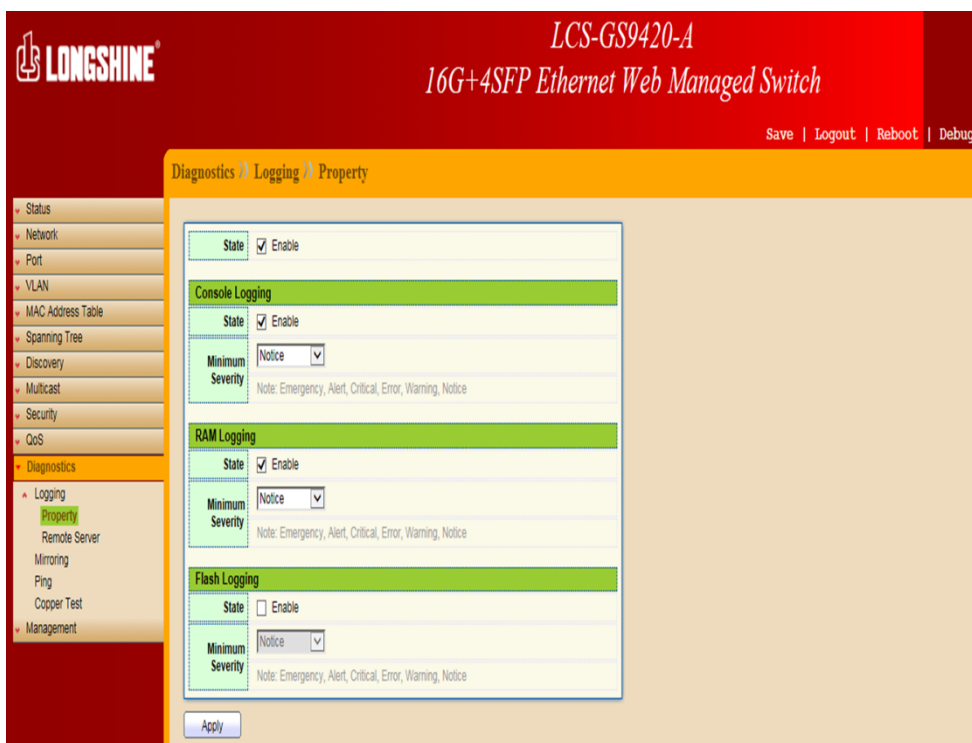 LONGSHINE®
LCS-GS9420-A
16G+4SFP Ethernet Web Managed Switch
Save | Logout | Reboot | Debug
Diagnostics » Logging » Property
Status
Network
Port
VLAN
MAC Address Table
Spanning Tree
Discovery
Multicast
Security
QoS
Diagnostics
Logging
Property
Remote Server
Mirroring
Ping
Copper Test
Management
State Enable
Console Logging
State Enable
Minimum Severity Notice
Note: Emergency, Alert, Critical, Error, Warning, Notice
RAM Logging
State Enable
Minimum Severity Notice
Note: Emergency, Alert, Critical, Error, Warning, Notice
Flash Logging
State Enable
Minimum Severity Notice
Note: Emergency, Alert, Critical, Error, Warning, Notice
Apply